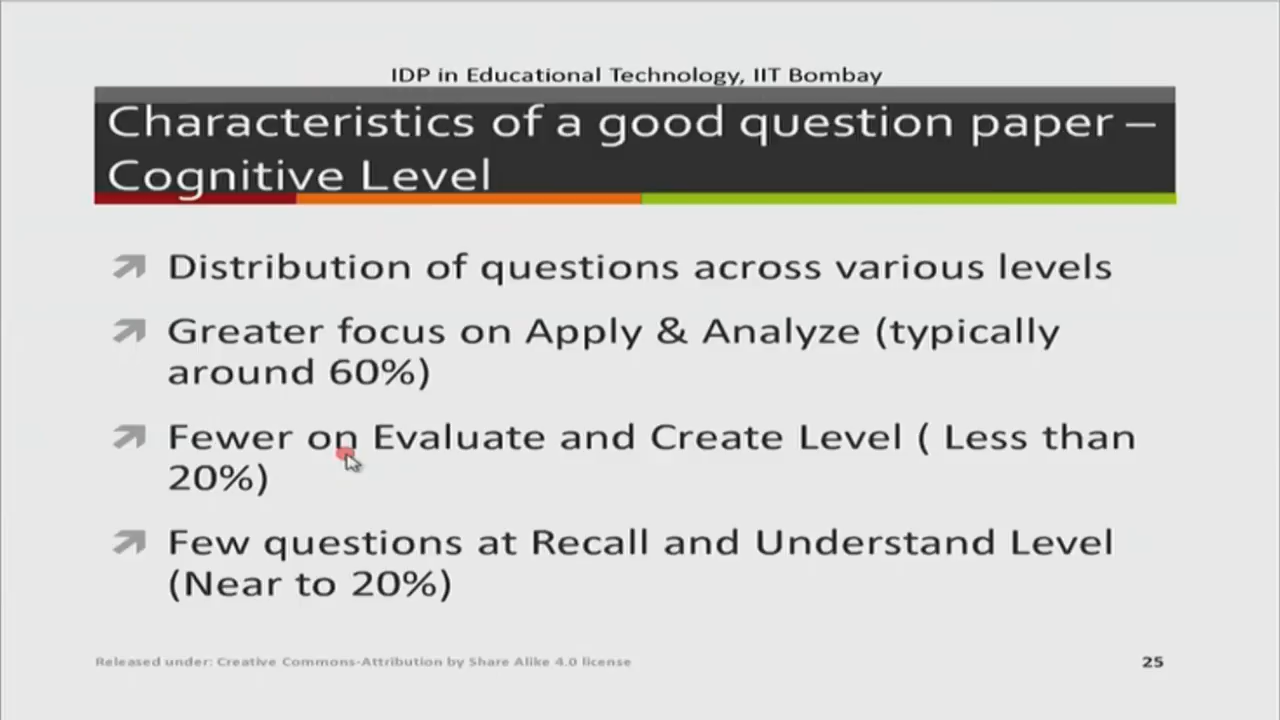 IDP in Educational Technology, IIT Bombay
Characteristics of a good question paper –
Cognitive Level
Distribution of questions across various levels
Greater focus on Apply & Analyze (typically
around 60%)
Fewer on Evaluate and Create Level ( Less than
20%)
Few questions at Recall and Understand Level
(Near to 20%)
Released under: Creative Commons-Attribution by Share Alike 4.0 license
25